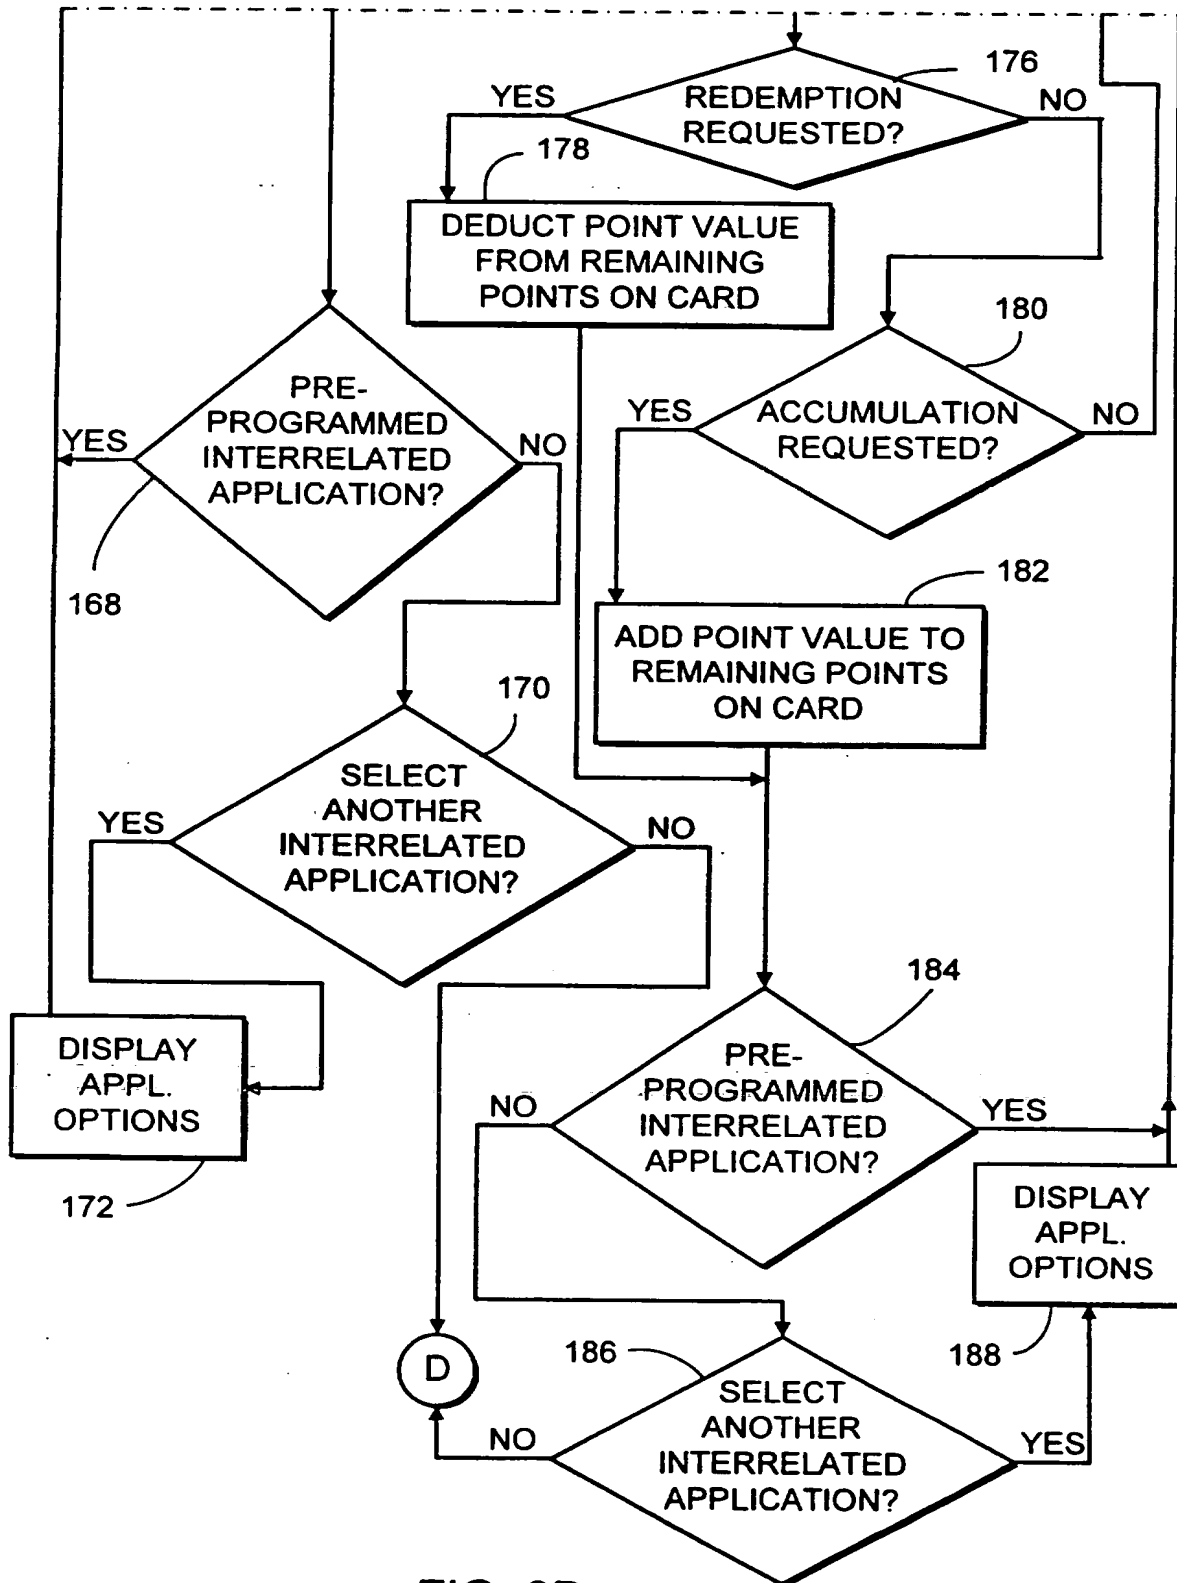 176
YES
REDEMPTION
REQUESTED?
NO
178
DEDUCT POINT VALUE
FROM REMAINING
POINTS ON CARD
180
PRE-
PROGRAMMED
INTERRELATED
APPLICATION?
YES
NO
168
YES
ACCUMULATION
REQUESTED?
NO
182
ADD POINT VALUE TO
REMAINING POINTS
ON CARD
170
SELECT
ANOTHER
INTERRELATED
APPLICATION?
YES
NO
184
DISPLAY
APPL.
OPTIONS
172
PRE-
PROGRAMMED
INTERRELATED
APPLICATION?
NO
YES
DISPLAY
APPL.
OPTIONS
188
D
186
SELECT
ANOTHER
INTERRELATED
APPLICATION?
NO
YES